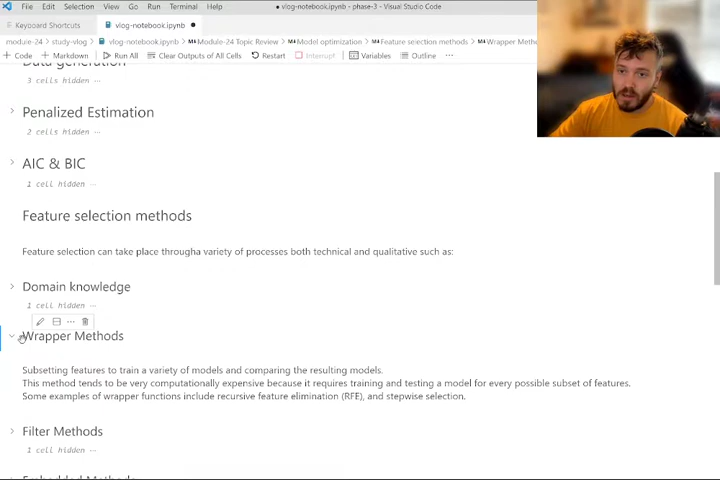 File Edit Selection View Go Run Terminal Help
● vlog-notebook.ipynb - phase-3 - Visual Studio Code
Keyboard Shortcuts vlog-notebook.ipynb ●
module-24 > study-vlog > vlog-notebook.ipynb > M↓Module-24 Topic Review > M↓Model optimization > M↓Feature selection methods > M↓Wrapper Metho
+ Code + Markdown Run All Clear Outputs of All Cells Restart Interrupt Variables Outline ...
Data generation
3 cells hidden ...
Penalized Estimation
2 cells hidden ...
AIC & BIC
1 cell hidden ...
Feature selection methods
Feature selection can take place througha variety of processes both technical and qualitative such as:
Domain knowledge
1 cell hidden ...
Wrapper Methods
Subsetting features to train a variety of models and comparing the resulting models.
This method tends to be very computationally expensive because it requires training and testing a model for every possible subset of features.
Some examples of wrapper functions include recursive feature elimination (RFE), and stepwise selection.
Filter Methods
1 cell hidden ...
Embedded Methods